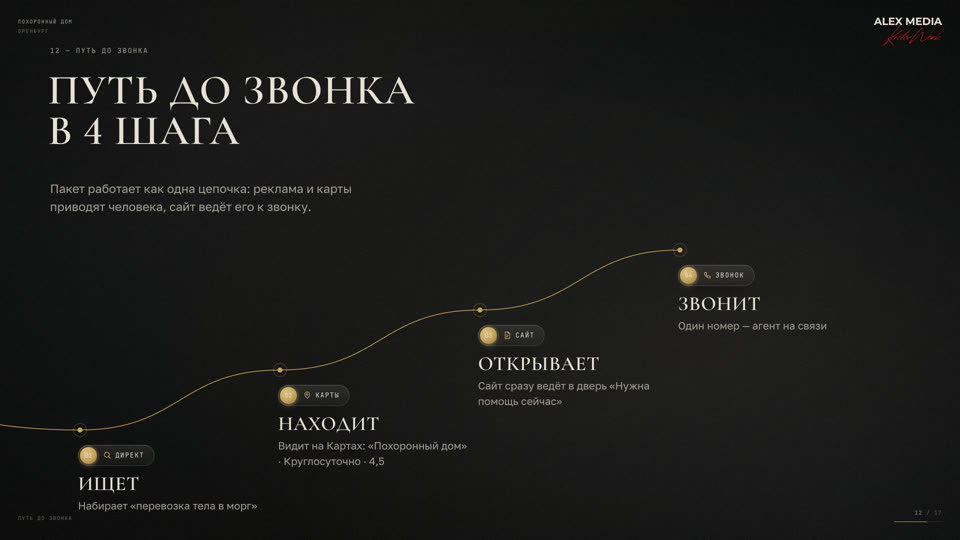 ПОХОРОННЫЙ ДОМ
ОРЕНБУРГ
ALEX MEDIA
12 — ПУТЬ ДО ЗВОНКА
ПУТЬ ДО ЗВОНКА
В 4 ШАГА
Пакет работает как одна цепочка: реклама и карты
приводят человека, сайт ведёт его к звонку.
ДИРЕКТ
ИЩЕТ
Набирает «перевозка тела в морг»
КАРТЫ
НАХОДИТ
Видит на Картах: «Похоронный дом»
· Круглосуточно · 4,5
САЙТ
ОТКРЫВАЕТ
Сайт сразу ведёт в дверь «Нужна
помощь сейчас»
ЗВОНОК
ЗВОНИТ
Один номер — агент на связи
ПУТЬ ДО ЗВОНКА
12 / 17